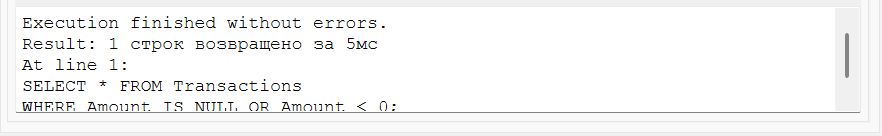 Execution finished without errors.
Result: 1 строк возвращено за 5мс
At line 1:
SELECT * FROM Transactions
WHERE Amount IS NULL OR Amount < 0;